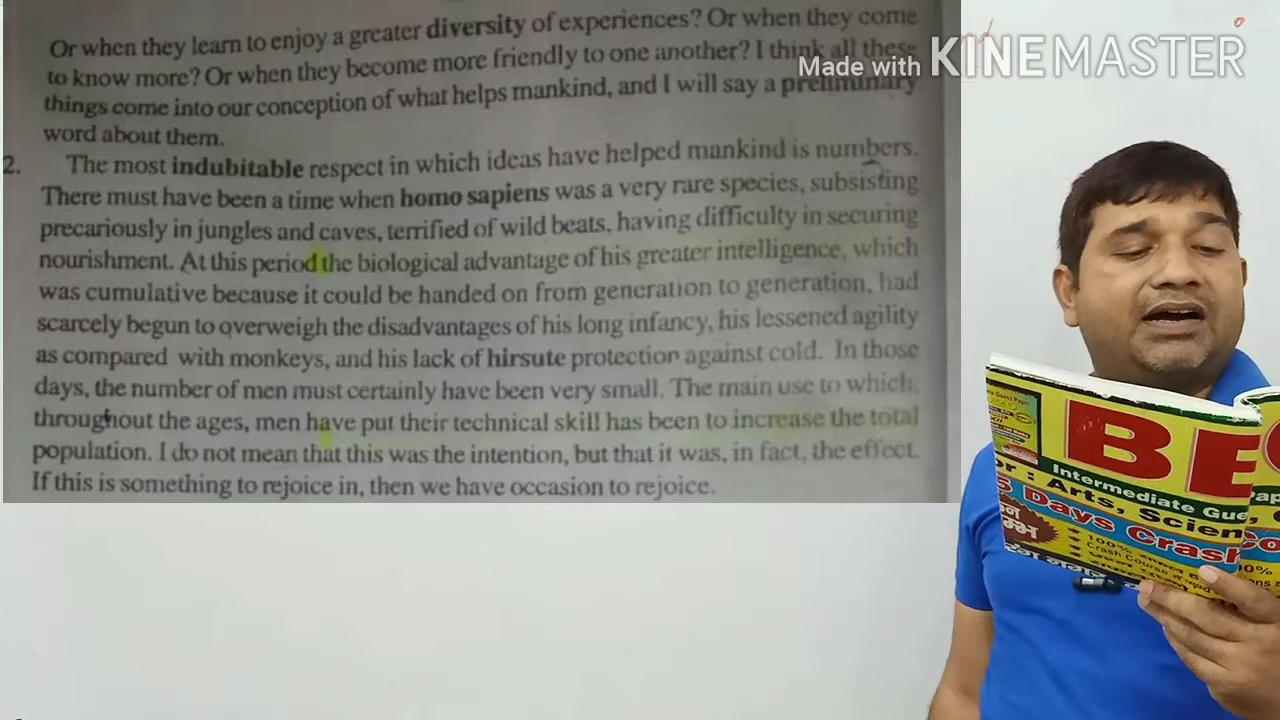 Or when they learn to enjoy a greater diversity of experiences? Or when they come
to know more? Or when they become more friendly to one another? I think all these
things come into our conception of what helps mankind, and I will say a preliminary
word about them.
2. The most indubitable respect in which ideas have helped mankind is numbers.
There must have been a time when homo sapiens was a very rare species, subsisting
precariously in jungles and caves, terrified of wild beats, having difficulty in securing
nourishment. At this period the biological advantage of his greater intelligence, which
was cumulative because it could be handed on from generation to generation, had
scarcely begun to overweigh the disadvantages of his long infancy, his lessened agility
as compared with monkeys, and his lack of hirsute protection against cold. In those
days, the number of men must certainly have been very small. The main use to which,
throughout the ages, men have put their technical skill has been to increase the total
population. I do not mean that this was the intention, but that it was, in fact, the effect.
If this is something to rejoice in, then we have occasion to rejoice.
Made with KINEMASTER
BE
Intermediate Gue
: Arts, Scien
5 Days Crash
100%
Crash Course